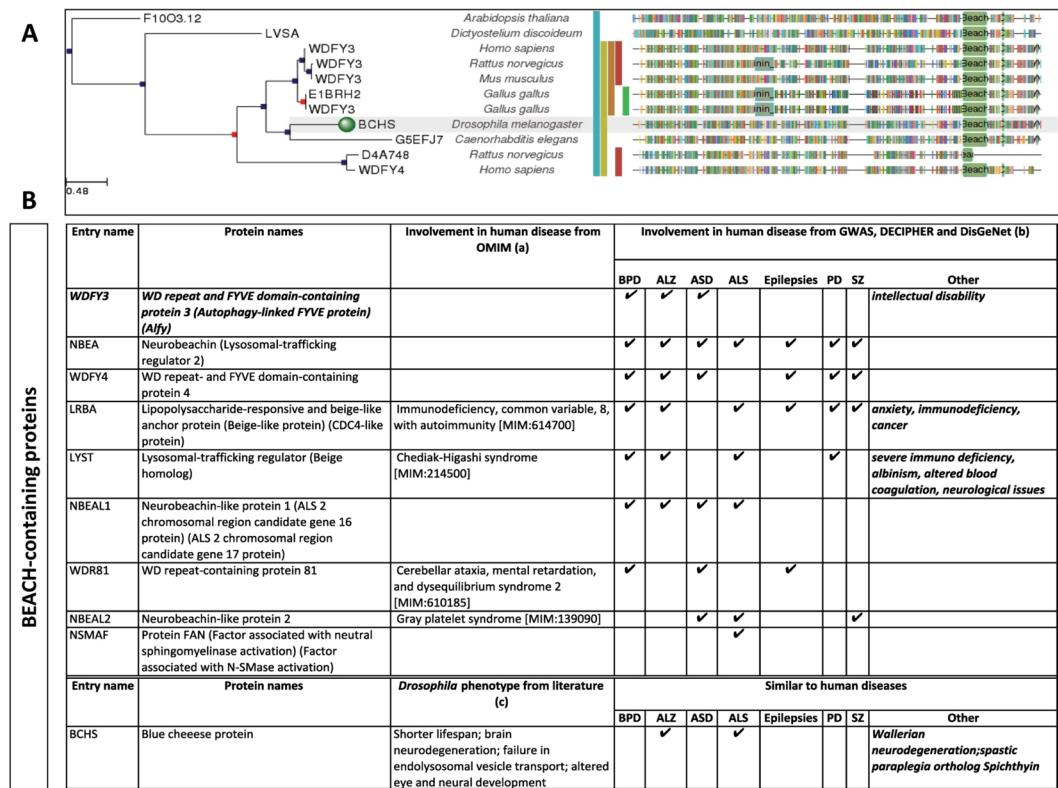 A
F10O3.12 Arabidopsis thaliana Beach
LVSA Dictyostelium discoideum Beach
WDFY3 Homo sapiens Beach
WDFY3 Rattus norvegicus inin_ Beach
WDFY3 Mus musculus Beach
E1BRH2 Gallus gallus inin_ Beach
WDFY3 Gallus gallus inin_ Beach
BCHS Drosophila melanogaster Beach
G5EFJ7 Caenorhabditis elegans Beach
D4A748 Rattus norvegicus
WDFY4 Homo sapiens Beach
0.48
B
BEACH-containing proteins
Entry name Protein names Involvement in human disease from Involvement in human disease from GWAS, DECIPHER and DisGeNet (b)
OMIM (a)
BPD ALZ ASD ALS Epilepsies PD SZ Other
WDFY3 WD repeat and FYVE domain-containing ✔ ✔ ✔ intellectual disability
protein 3 (Autophagy-linked FYVE protein)
(Alfy)
NBEA Neurobeachin (Lysosomal-trafficking ✔ ✔ ✔ ✔ ✔ ✔ ✔
regulator 2)
WDFY4 WD repeat- and FYVE domain-containing ✔ ✔ ✔ ✔ ✔ ✔
protein 4
LRBA Lipopolysaccharide-responsive and beige-like Immunodeficiency, common variable, 8, ✔ ✔ ✔ ✔ ✔ ✔ anxiety, immunodeficiency,
anchor protein (Beige-like protein) (CDC4-like with autoimmunity [MIM:614700] cancer
protein)
LYST Lysosomal-trafficking regulator (Beige Chediak-Higashi syndrome ✔ ✔ ✔ ✔ severe immuno deficiency,
homolog) [MIM:214500] albinism, altered blood
coagulation, neurological issues
NBEAL1 Neurobeachin-like protein 1 (ALS 2 ✔ ✔ ✔ ✔
chromosomal region candidate gene 16
protein) (ALS 2 chromosomal region
candidate gene 17 protein)
WDR81 WD repeat-containing protein 81 Cerebellar ataxia, mental retardation, ✔ ✔ ✔
and dysequilibrium syndrome 2
[MIM:610185]
NBEAL2 Neurobeachin-like protein 2 Gray platelet syndrome [MIM:139090] ✔ ✔ ✔
NSMAF Protein FAN (Factor associated with neutral ✔
sphingomyelinase activation) (Factor
associated with N-SMase activation)
Entry name Protein names Drosophila phenotype from literature Similar to human diseases
(c)
BPD ALZ ASD ALS Epilepsies PD SZ Other
BCHS Blue cheeese protein Shorter lifespan; brain ✔ ✔ Wallerian
neurodegeneration; failure in neurodegeneration;spastic
endolysosomal vesicle transport; altered paraplegia ortholog Spichthyin
eye and neural development